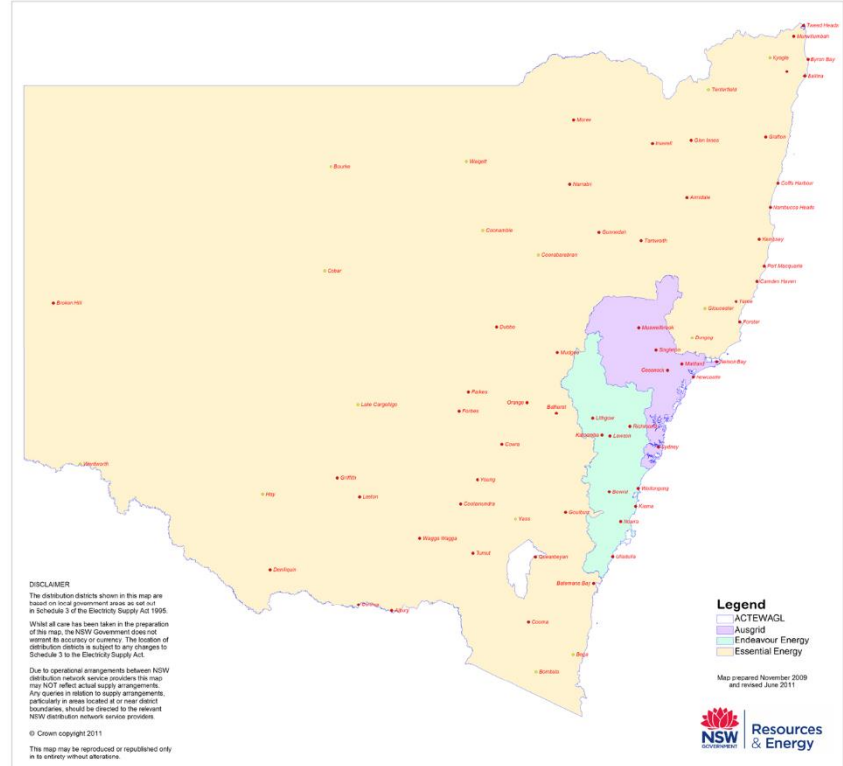 Tweed Heads
Murwillumbah
Kyogle
Byron Bay
Ballina
Tenterfield
Moree
Inverell
Glen Innes
Grafton
Bourke
Walgett
Narrabri
Armidale
Coffs Harbour
Nambucca Heads
Coonamble
Gunnedah
Tamworth
Kempsey
Coonabarabran
Cobar
Port Macquarie
Camden Haven
Broken Hill
Taree
Gloucester
Forster
Dubbo
Muswellbrook
Dungog
Mudgee
Singleton
Maitland
Nelson Bay
Cessnock
Newcastle
Parkes
Lake Cargelligo
Orange
Forbes
Bathurst
Lithgow
Katoomba
Lawson
Cowra
Sydney
Wentworth
Griffith
Young
Hay
Leeton
Bowral
Wollongong
Cootamundra
Kiama
Yass
Goulburn
Nowra
Wagga Wagga
Tumut
Queanbeyan
Ulladulla
Deniliquin
Batemans Bay
Corowa
Albury
Cooma
Bega
Bombala
DISCLAIMER
The distribution districts shown in this map are
based on local government areas as set out
in Schedule 3 of the Electricity Supply Act 1995.
Whilst all care has been taken in the preparation
of this map, the NSW Government does not
warrant its accuracy or currency. The location of
distribution districts is subject to any changes to
Schedule 3 to the Electricity Supply Act.
Due to operational arrangements between NSW
distribution network service providers this map
may NOT reflect actual supply arrangements.
Any queries in relation to supply arrangements,
particularly in areas located at or near district
boundaries, should be directed to the relevant
NSW distribution network service providers.
© Crown copyright 2011
This map may be reproduced or republished only
in its entirety without alterations.
Legend
ACTEWAGL
Ausgrid
Endeavour Energy
Essential Energy
Map prepared November 2009
and revised June 2011
NSW
GOVERNMENT
Resources
& Energy